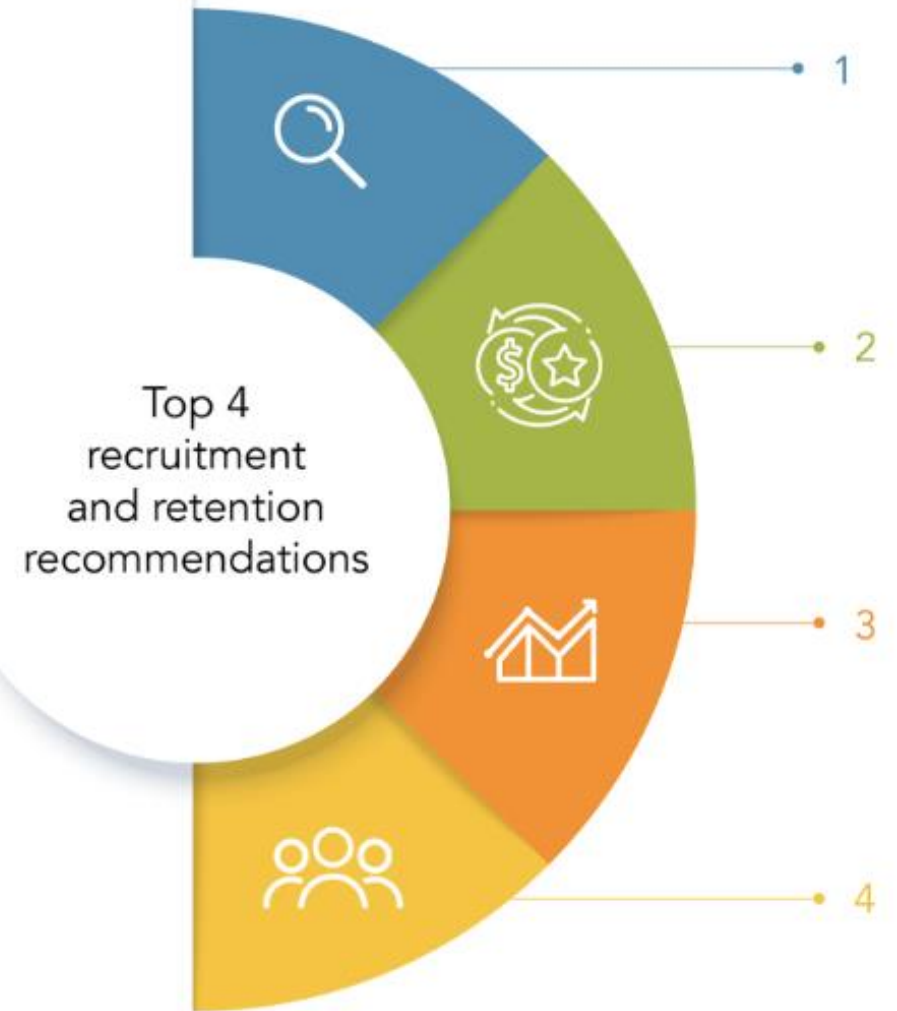 Top 4
recruitment
and retention
recommendations
1
$
2
3
4